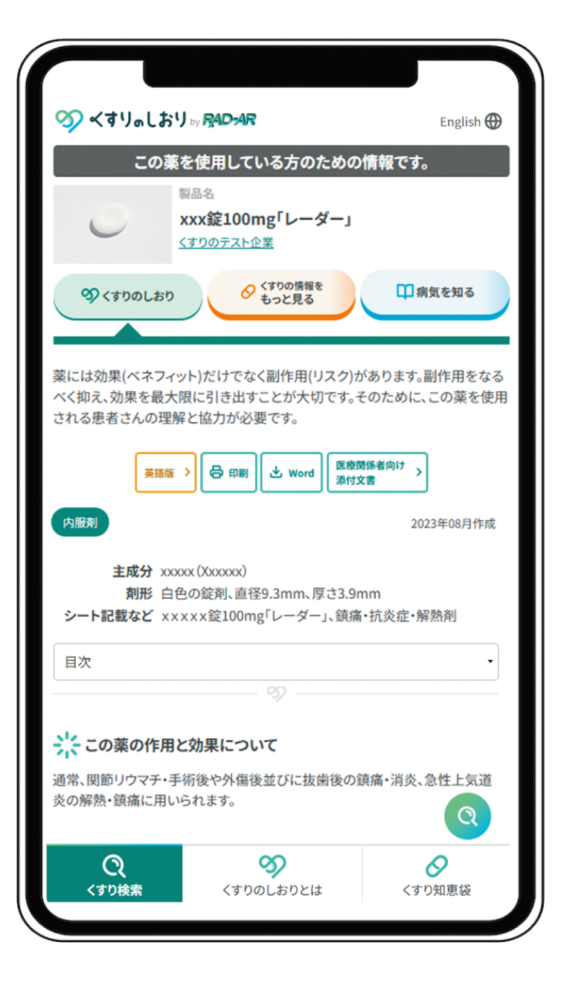 くすりのしおり by RAD-AR
English
この薬を使用している方のための情報です。
製品名
xxx錠100mg「レーダー」
くすりのテスト企業
くすりのしおり
くすりの情報を
もっと見る
病気を知る
薬には効果(ベネフィット)だけでなく副作用(リスク)があります。副作用をなる
べく抑え、効果を最大限に引き出すことが大切です。そのために、この薬を使用
される患者さんの理解と協力が必要です。
英語版
印刷
Word
医療関係者向け
添付文書
内服剤
2023年08月作成
主成分 xxxxx（Xxxxxx）
剤形 白色の錠剤、直径9.3mm、厚さ3.9mm
シート記載など xxxxx錠100mg「レーダー」、鎮痛・抗炎症・解熱剤
目次
この薬の作用と効果について
通常、関節リウマチ・手術後や外傷後並びに抜歯後の鎮痛・消炎、急性上気道
炎の解熱・鎮痛に用いられます。
くすり検索
くすりのしおりとは
くすり知恵袋